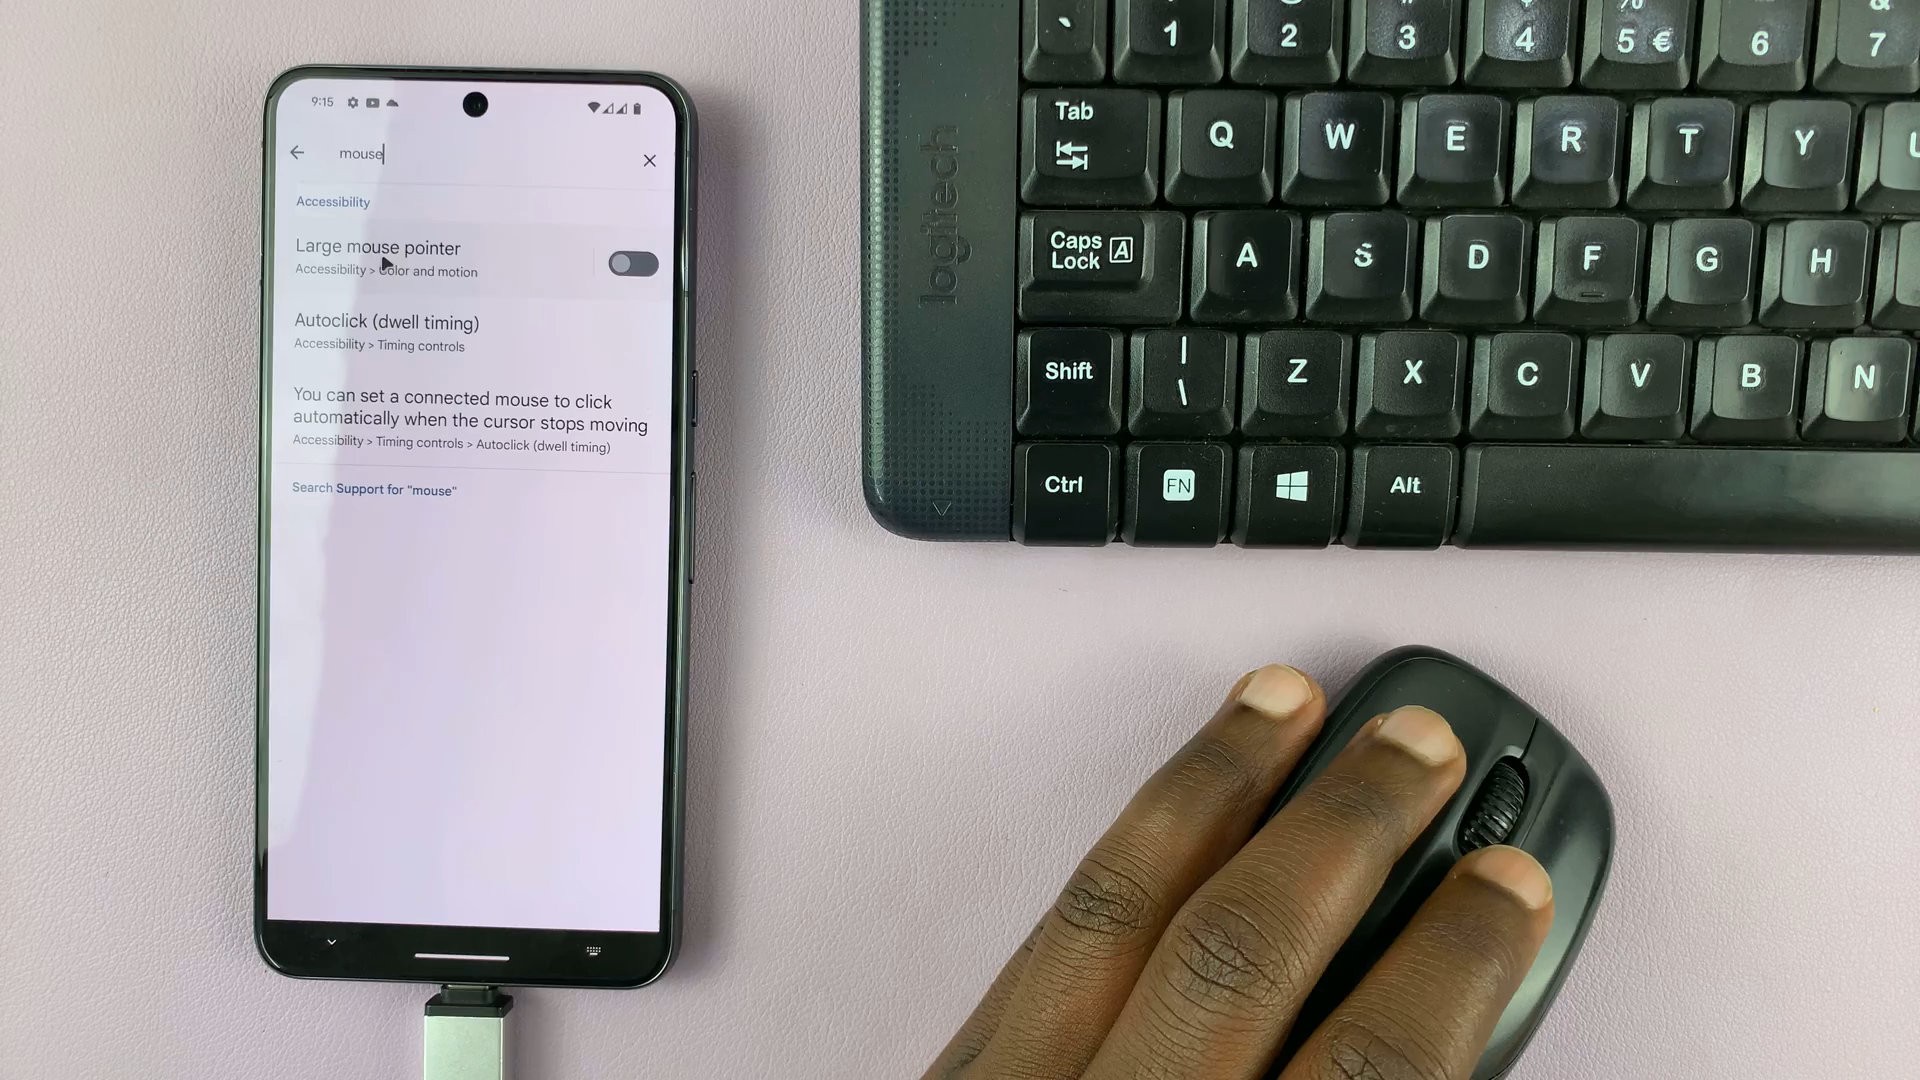 9:15
mouse
Accessibility
Large mouse pointer
Accessibility > Color and motion
Autoclick (dwell timing)
Accessibility > Timing controls
You can set a connected mouse to click
automatically when the cursor stops moving
Accessibility > Timing controls > Autoclick (dwell timing)
Search Support for "mouse"
logitech
` 1 2 3 4 5 € 6 7
Tab Q W E R T Y
Caps Lock A A S D F G H
Shift | \ Z X C V B N
Ctrl FN Alt